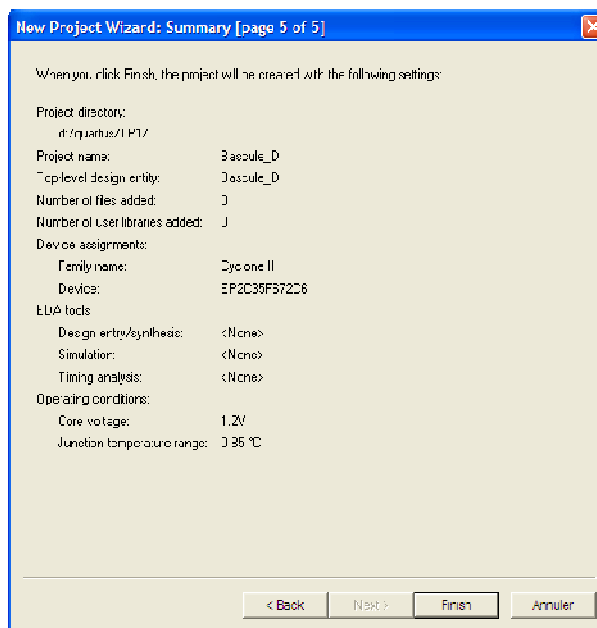 New Project Wizard: Summary [page 5 of 5]
When you click Finish, the project will be created with the following settings:
Project directory:
Project name: Bascule_D
Top-level design entity: Bascule_D
Number of files added: 0
Number of user libraries added: 0
Device assignments:
Family name: Cyclone II
Device: EP2C35F672C6
EDA tools:
Design entry/synthesis: <None>
Simulation: <None>
Timing analysis: <None>
Operating conditions:
Core voltage: 1.2V
Junction temperature range: 0-85 °C
< Back Next > Finish Annuler